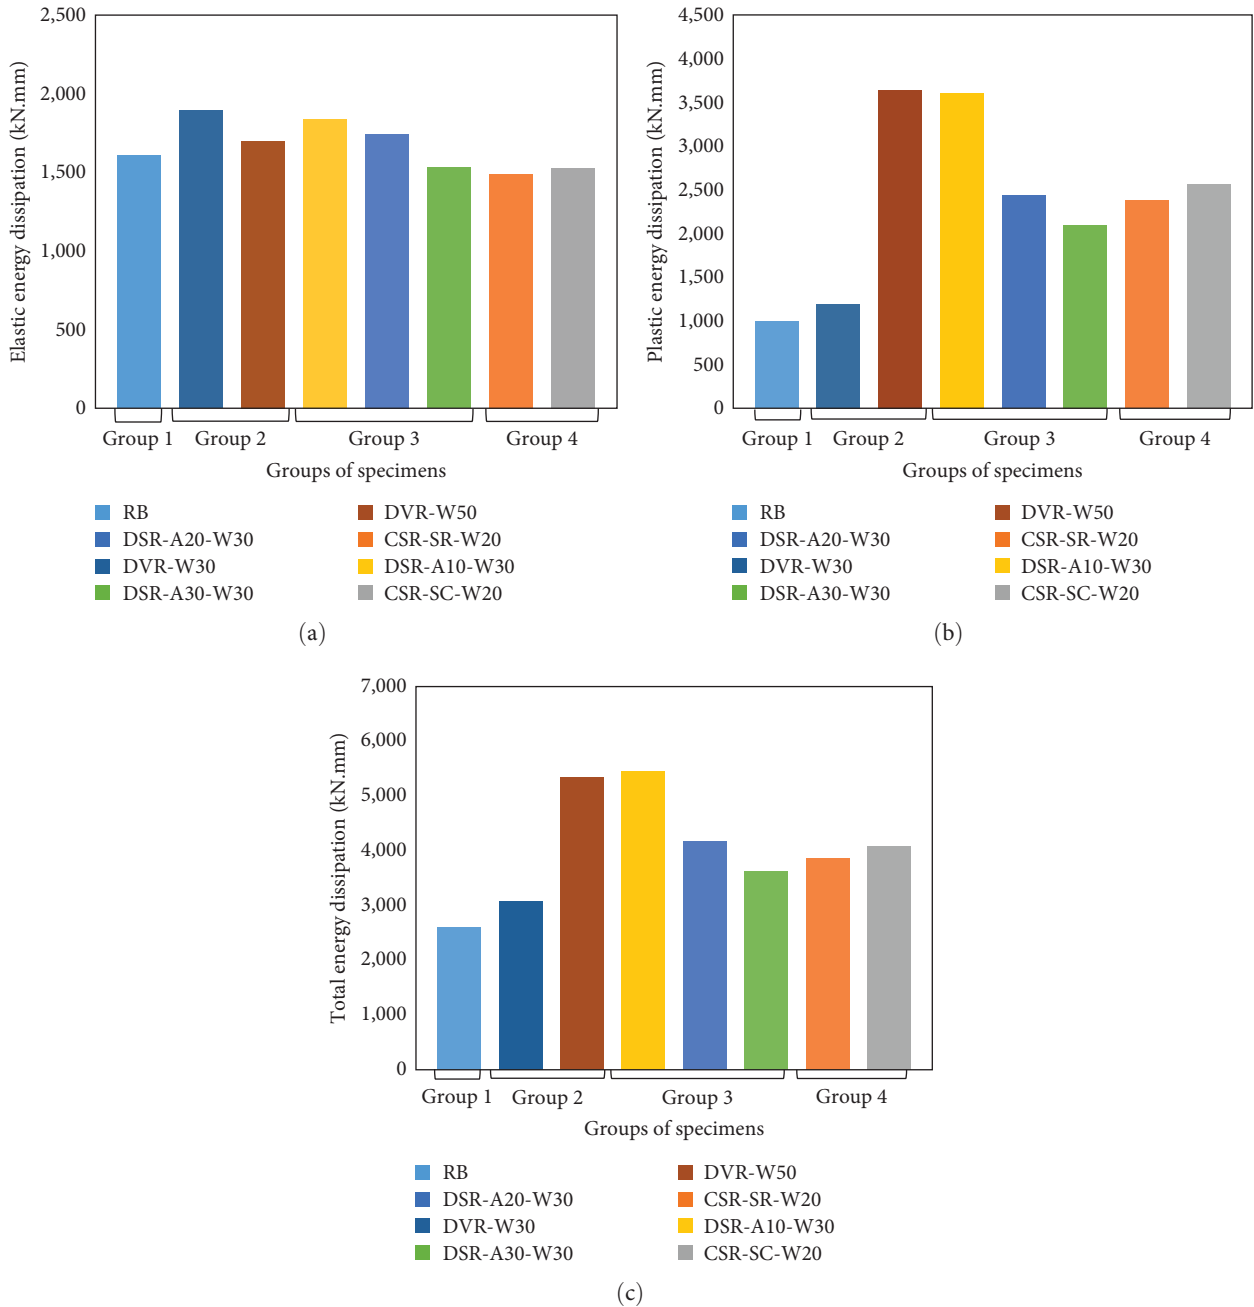 2,500
2,000
1,500
1,000
500
0
Elastic energy dissipation (kN.mm)
Group 1 Group 2 Group 3 Group 4
Groups of specimens
RB DVR-W50
DSR-A20-W30 CSR-SR-W20
DVR-W30 DSR-A10-W30
DSR-A30-W30 CSR-SC-W20
(a)
4,500
4,000
3,500
3,000
2,500
2,000
1,500
1,000
500
0
Plastic energy dissipation (kN.mm)
Group 1 Group 2 Group 3 Group 4
Groups of specimens
RB DVR-W50
DSR-A20-W30 CSR-SR-W20
DVR-W30 DSR-A10-W30
DSR-A30-W30 CSR-SC-W20
(b)
7,000
6,000
5,000
4,000
3,000
2,000
1,000
0
Total energy dissipation (kN.mm)
Group 1 Group 2 Group 3 Group 4
Groups of specimens
RB DVR-W50
DSR-A20-W30 CSR-SR-W20
DVR-W30 DSR-A10-W30
DSR-A30-W30 CSR-SC-W20
(c)